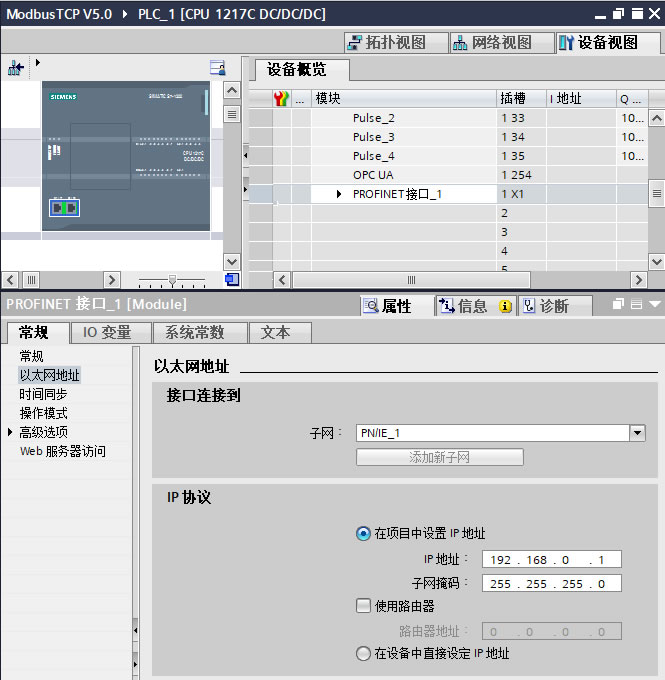 ModbusTCP V5.0 ▸ PLC_1 [CPU 1217C DC/DC/DC]
拓扑视图 网络视图 设备视图
设备概览
SIEMENS
模块 插槽 I 地址 Q ...
Pulse_2 1 33 10...
Pulse_3 1 34 10...
Pulse_4 1 35 10...
OPC UA 1 254
PROFINET 接口_1 1 X1
2
3
4
5
PROFINET 接口_1 [Module]
属性 信息 诊断
常规 IO 变量 系统常数 文本
常规
以太网地址
时间同步
操作模式
高级选项
Web 服务器访问
以太网地址
接口连接到
子网： PN/IE_1
添加新子网
IP 协议
在项目中设置 IP 地址
IP 地址： 192 . 168 . 0 . 1
子网掩码： 255 . 255 . 255 . 0
使用路由器
路由器地址： 0 . 0 . 0 . 0
在设备中直接设定 IP 地址